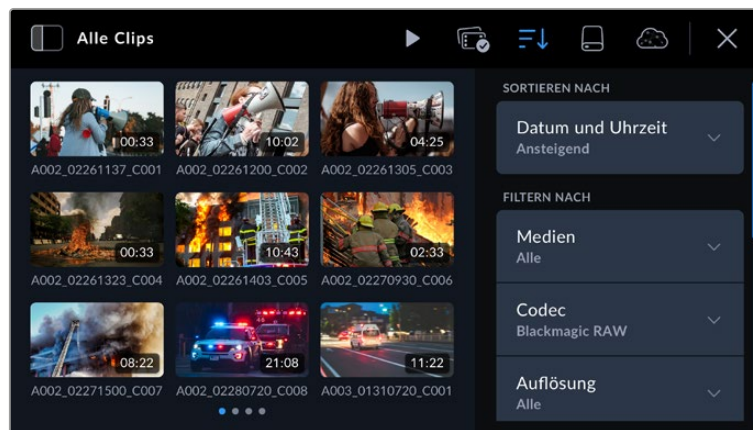 Alle Clips
00:33
10:02
04:25
A002_02261137_C001
A002_02261200_C002
A002_02261305_C003
00:33
10:43
02:33
A002_02261323_C004
A002_02261403_C005
A002_02270930_C006
08:22
21:08
11:22
A002_02271500_C007
A002_02280720_C008
A003_01310720_C001
SORTIEREN NACH
Datum und Uhrzeit
Ansteigend
FILTERN NACH
Medien
Alle
Codec
Blackmagic RAW
Auflösung
Alle